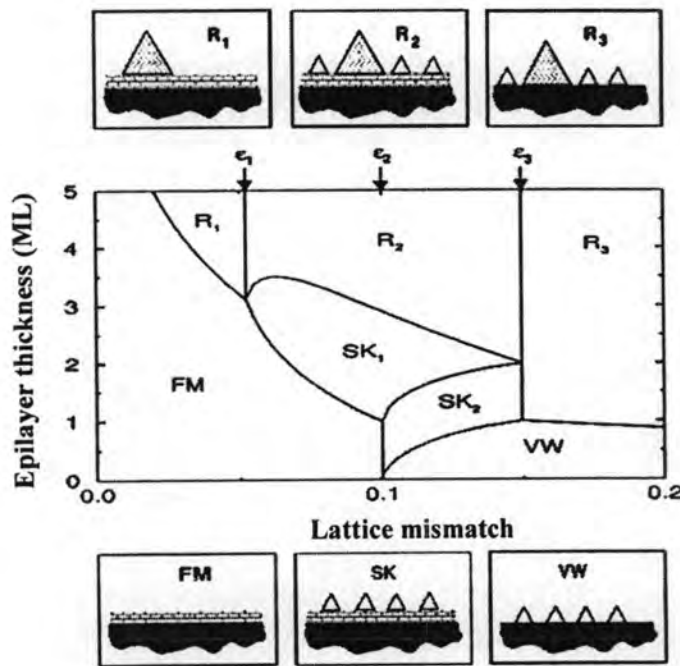 R₁ R₂ R₃
ε₁ ε₂ ε₃
Epilayer thickness (ML)
5
4
3
2
1
0
R₁
R₂
R₃
FM
SK₁
SK₂
VW
0.0 0.1 0.2
Lattice mismatch
FM SK VW